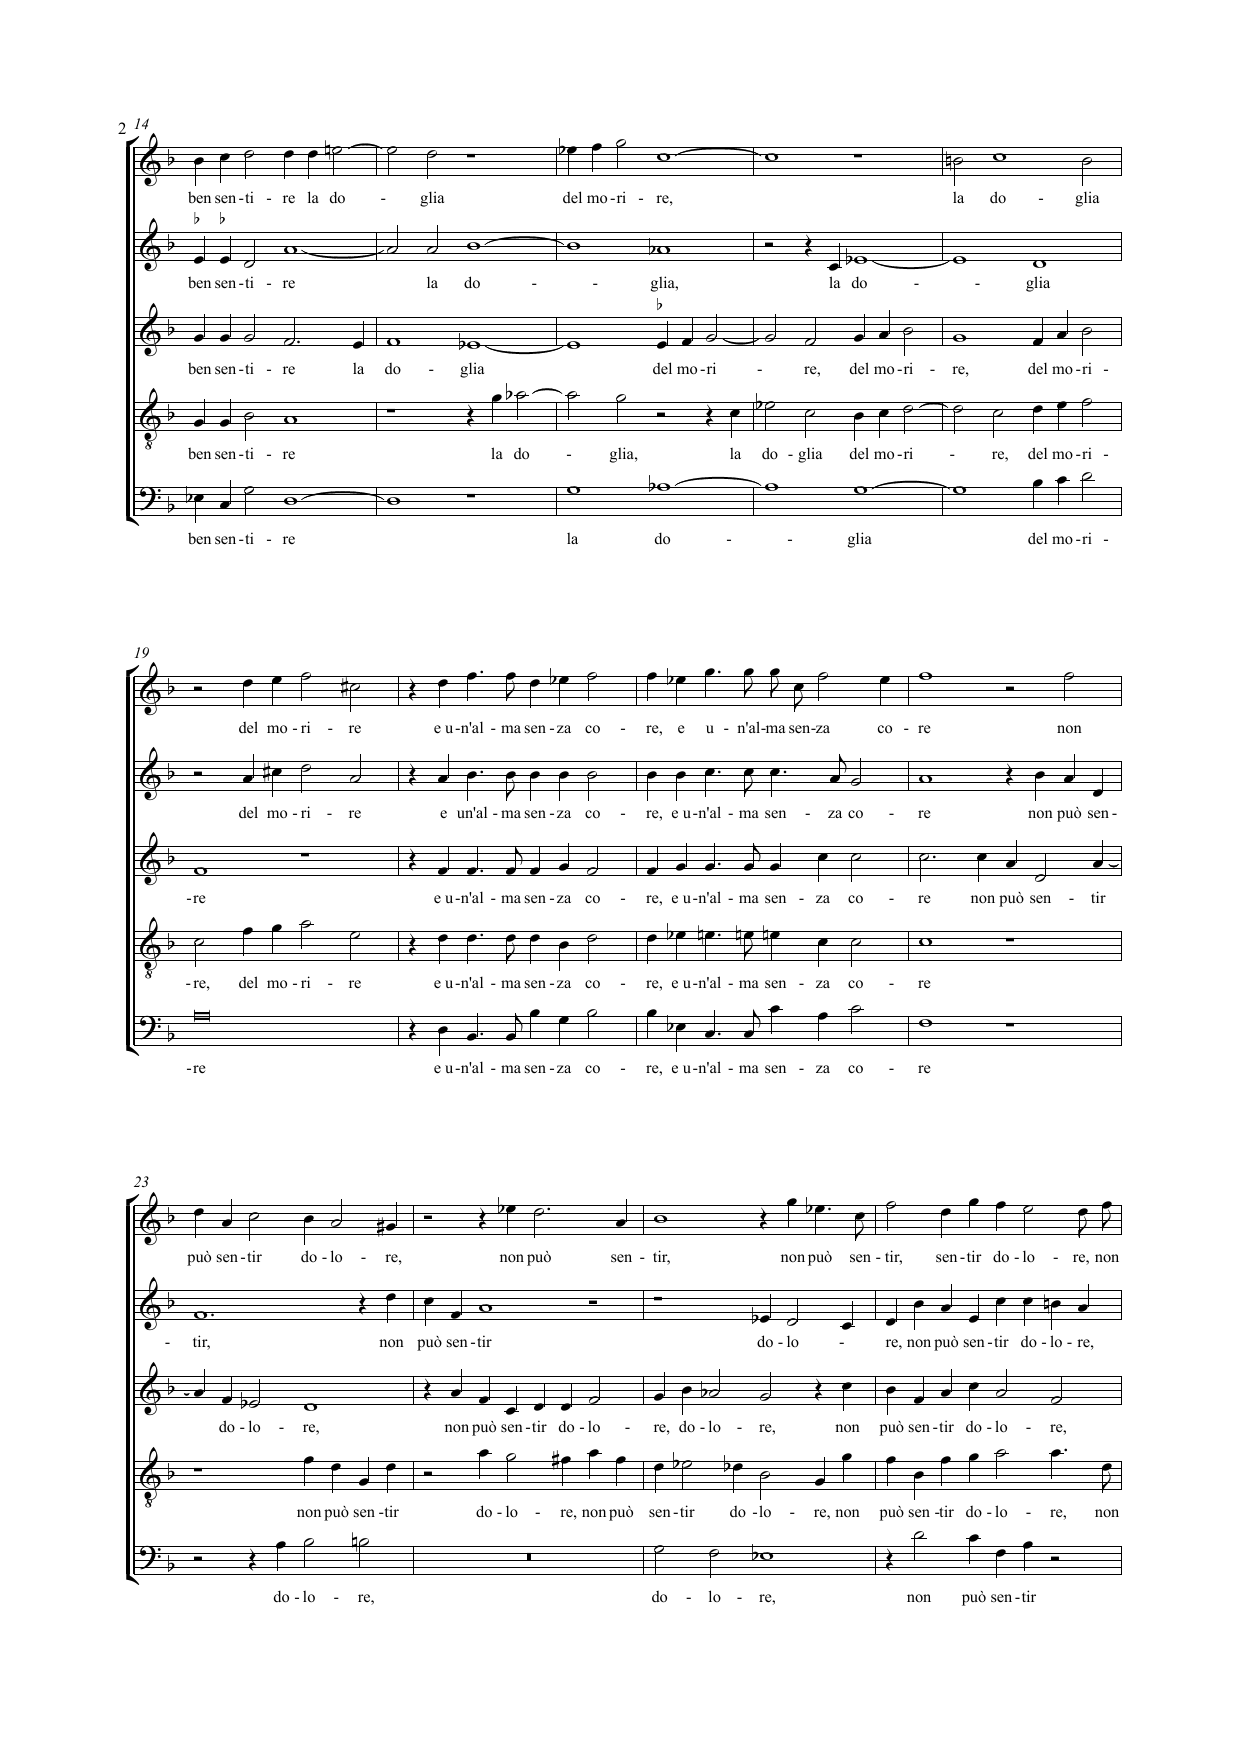 2 14
ben sen - ti - re la do - glia del mo - ri - re, la do - glia
ben sen - ti - re la do - - glia, la do - - glia
ben sen - ti - re la do - glia del mo - ri - re, del mo - ri - re, del mo - ri -
ben sen - ti - re la do - glia, la do - glia del mo - ri - re, del mo - ri -
ben sen - ti - re la do - - glia del mo - ri -
19
del mo - ri - re e u - n'al - ma sen - za co - re, e u - n'al - ma sen - za co - re non
del mo - ri - re e un'al - ma sen - za co - re, e u - n'al - ma sen - za co - re non può sen -
- re e u - n'al - ma sen - za co - re, e u - n'al - ma sen - za co - re non può sen - tir
- re, del mo - ri - re e u - n'al - ma sen - za co - re, e u - n'al - ma sen - za co - re
- re e u - n'al - ma sen - za co - re, e u - n'al - ma sen - za co - re
23
può sen - tir do - lo - re, non può sen - tir, non può sen - tir, sen - tir do - lo - re, non
- tir, non può sen - tir do - lo - re, non può sen - tir do - lo - re,
do - lo - re, non può sen - tir do - lo - re, do - lo - re, non può sen - tir do - lo - re,
non può sen - tir do - lo - re, non può sen - tir do - lo - re, non può sen - tir do - lo - re, non
do - lo - re, do - lo - re, non può sen - tir